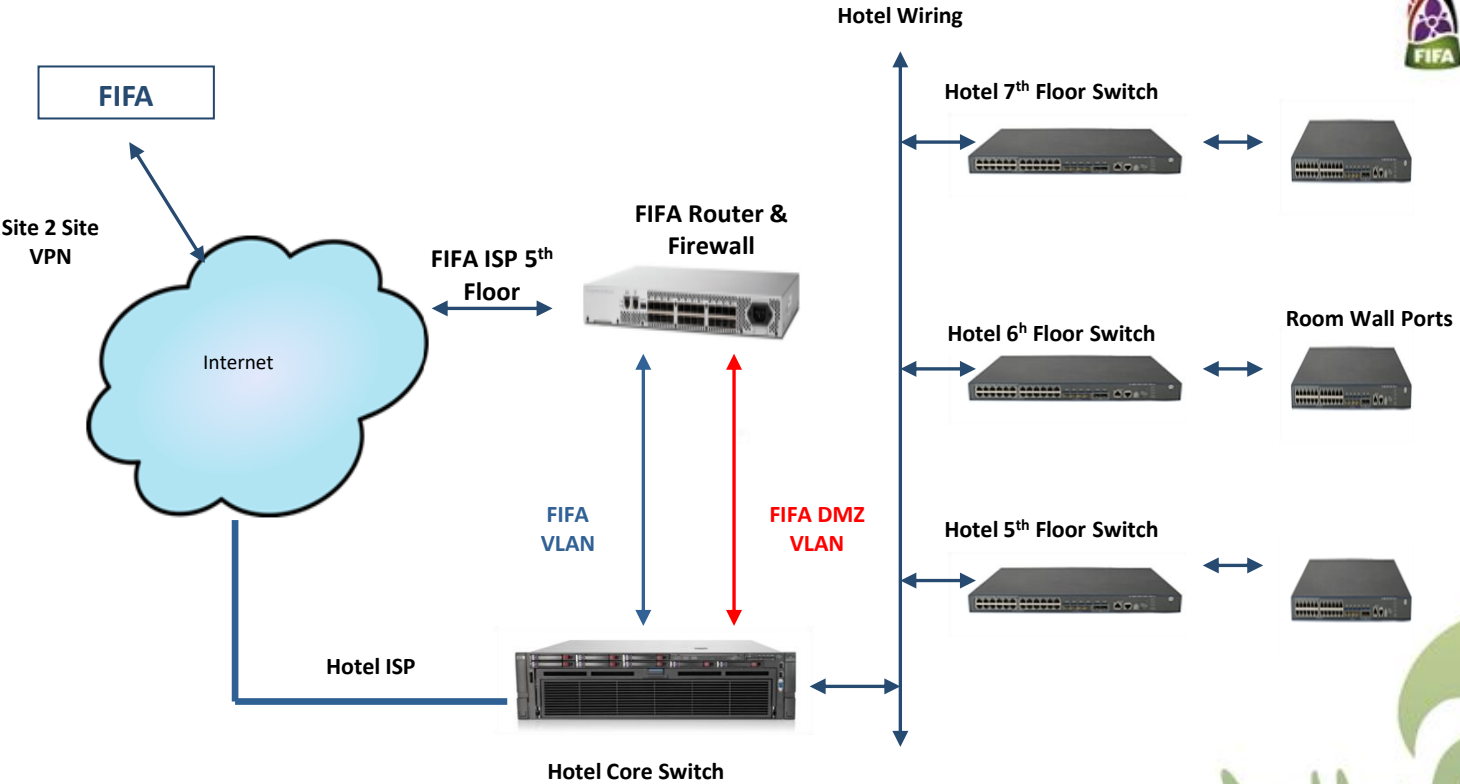 Hotel Wiring
FIFA
FIFA
Hotel 7th Floor Switch
Site 2 Site
VPN
FIFA ISP 5th
Floor
FIFA Router &
Firewall
Internet
Hotel 6h Floor Switch
Room Wall Ports
FIFA
VLAN
FIFA DMZ
VLAN
Hotel 5th Floor Switch
Hotel ISP
Hotel Core Switch